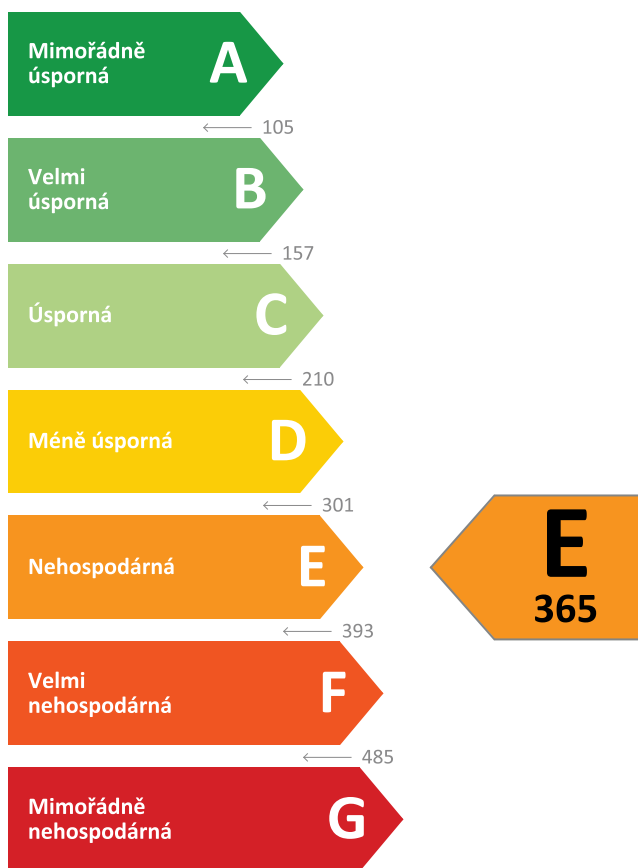 Mimořádně
úsporná
A
105
Velmi
úsporná
B
157
Úsporná
C
210
Méně úsporná
D
301
Nehospodárná
E
E
365
393
Velmi
nehospodárná
F
485
Mimořádně
nehospodárná
G